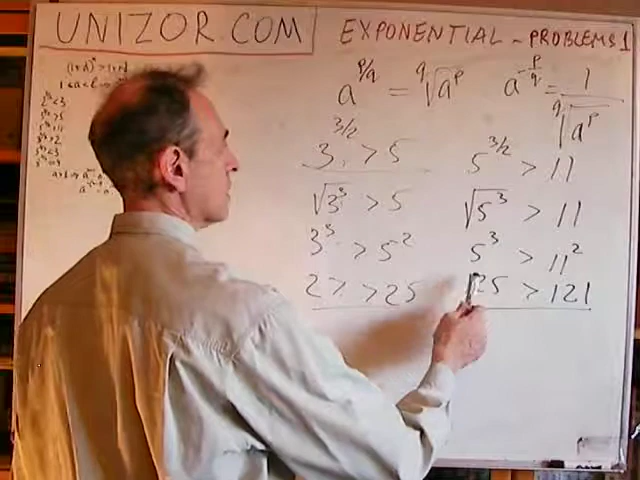 UNIZOR.COM
EXPONENTIAL - PROBLEMS 1
a^{p/q} = ^q√(a^p)
a^{-p/q} = 1 / ^q√(a^p)
3^{3/2} > 5
√(3^3) > 5
3^3 > 5^2
27 > 25
5^{3/2} > 11
√(5^3) > 11
5^3 > 11^2
125 > 121